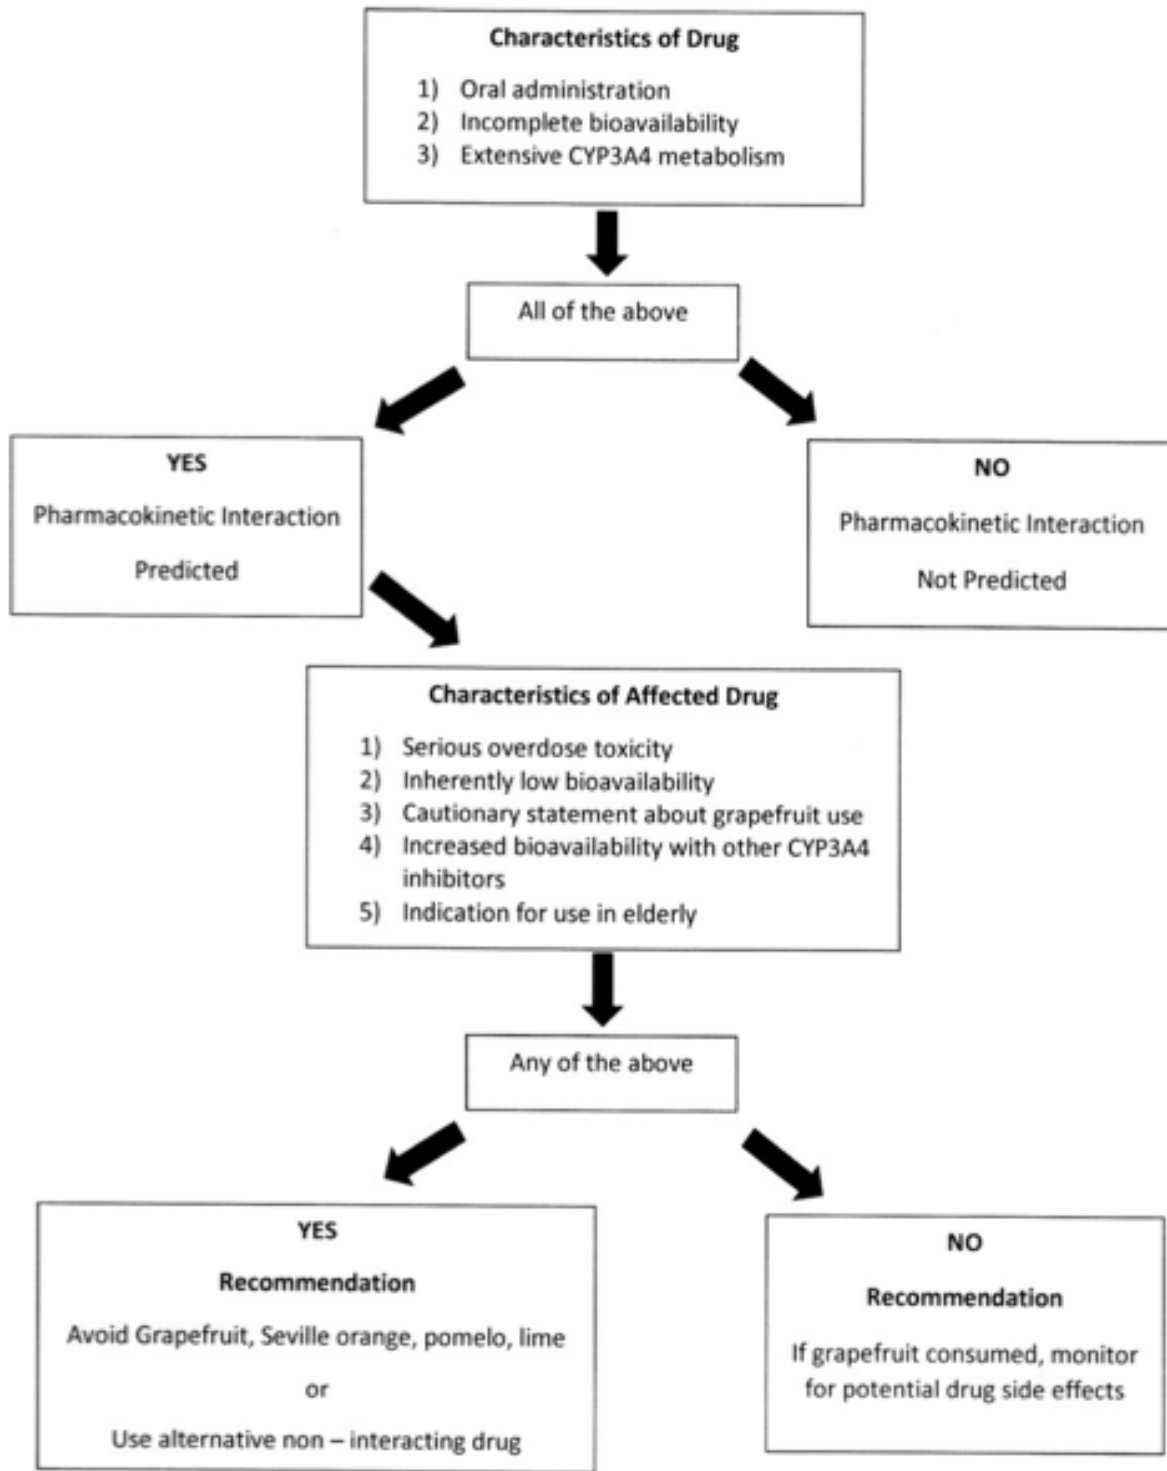 Characteristics of Drug
1) Oral administration
2) Incomplete bioavailability
3) Extensive CYP3A4 metabolism
All of the above
YES
Pharmacokinetic Interaction
Predicted
NO
Pharmacokinetic Interaction
Not Predicted
Characteristics of Affected Drug
1) Serious overdose toxicity
2) Inherently low bioavailability
3) Cautionary statement about grapefruit use
4) Increased bioavailability with other CYP3A4
inhibitors
5) Indication for use in elderly
Any of the above
YES
Recommendation
Avoid Grapefruit, Seville orange, pomelo, lime
or
Use alternative non – interacting drug
NO
Recommendation
If grapefruit consumed, monitor
for potential drug side effects